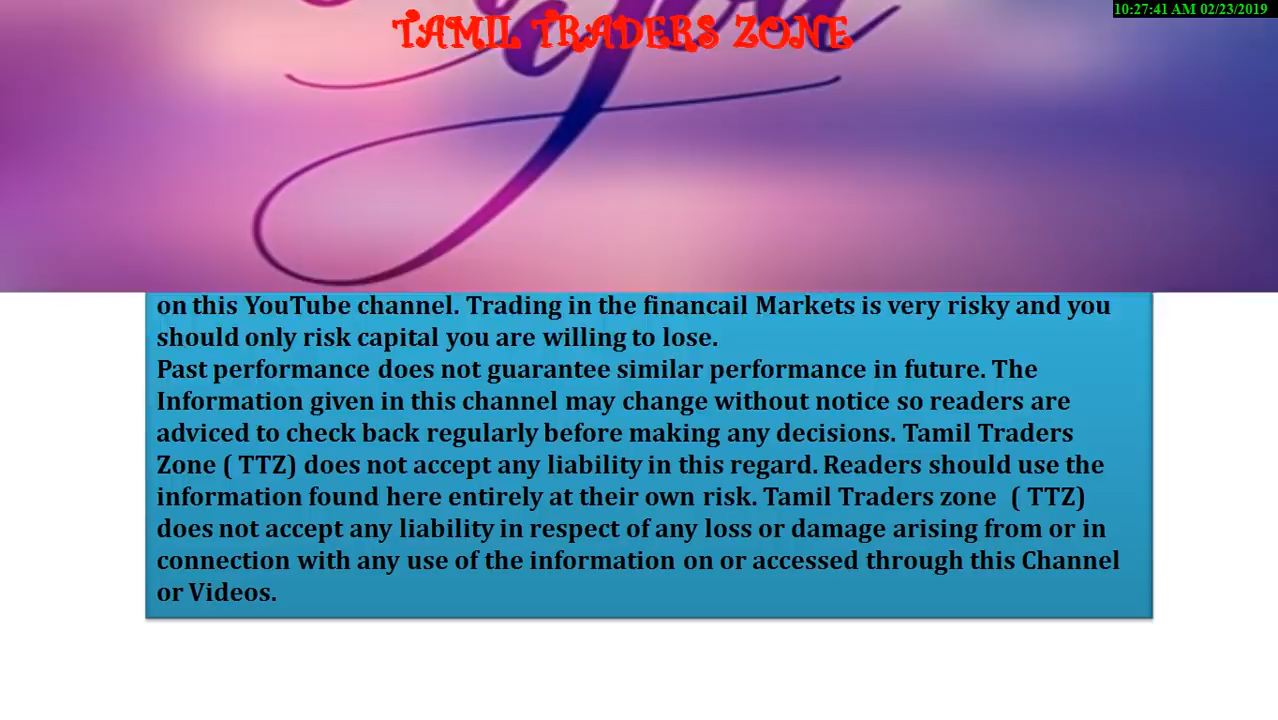 10:27:41 AM 02/23/2019
TAMIL TRADERS ZONE
you
on this YouTube channel. Trading in the financail Markets is very risky and you
should only risk capital you are willing to lose.
Past performance does not guarantee similar performance in future. The
Information given in this channel may change without notice so readers are
adviced to check back regularly before making any decisions. Tamil Traders
Zone ( TTZ) does not accept any liability in this regard. Readers should use the
information found here entirely at their own risk. Tamil Traders zone  ( TTZ)
does not accept any liability in respect of any loss or damage arising from or in
connection with any use of the information on or accessed through this Channel
or Videos.